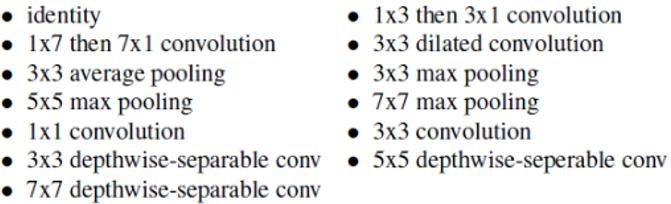 • identity
• 1x7 then 7x1 convolution
• 3x3 average pooling
• 5x5 max pooling
• 1x1 convolution
• 3x3 depthwise-separable conv
• 7x7 depthwise-separable conv
• 1x3 then 3x1 convolution
• 3x3 dilated convolution
• 3x3 max pooling
• 7x7 max pooling
• 3x3 convolution
• 5x5 depthwise-seperable conv